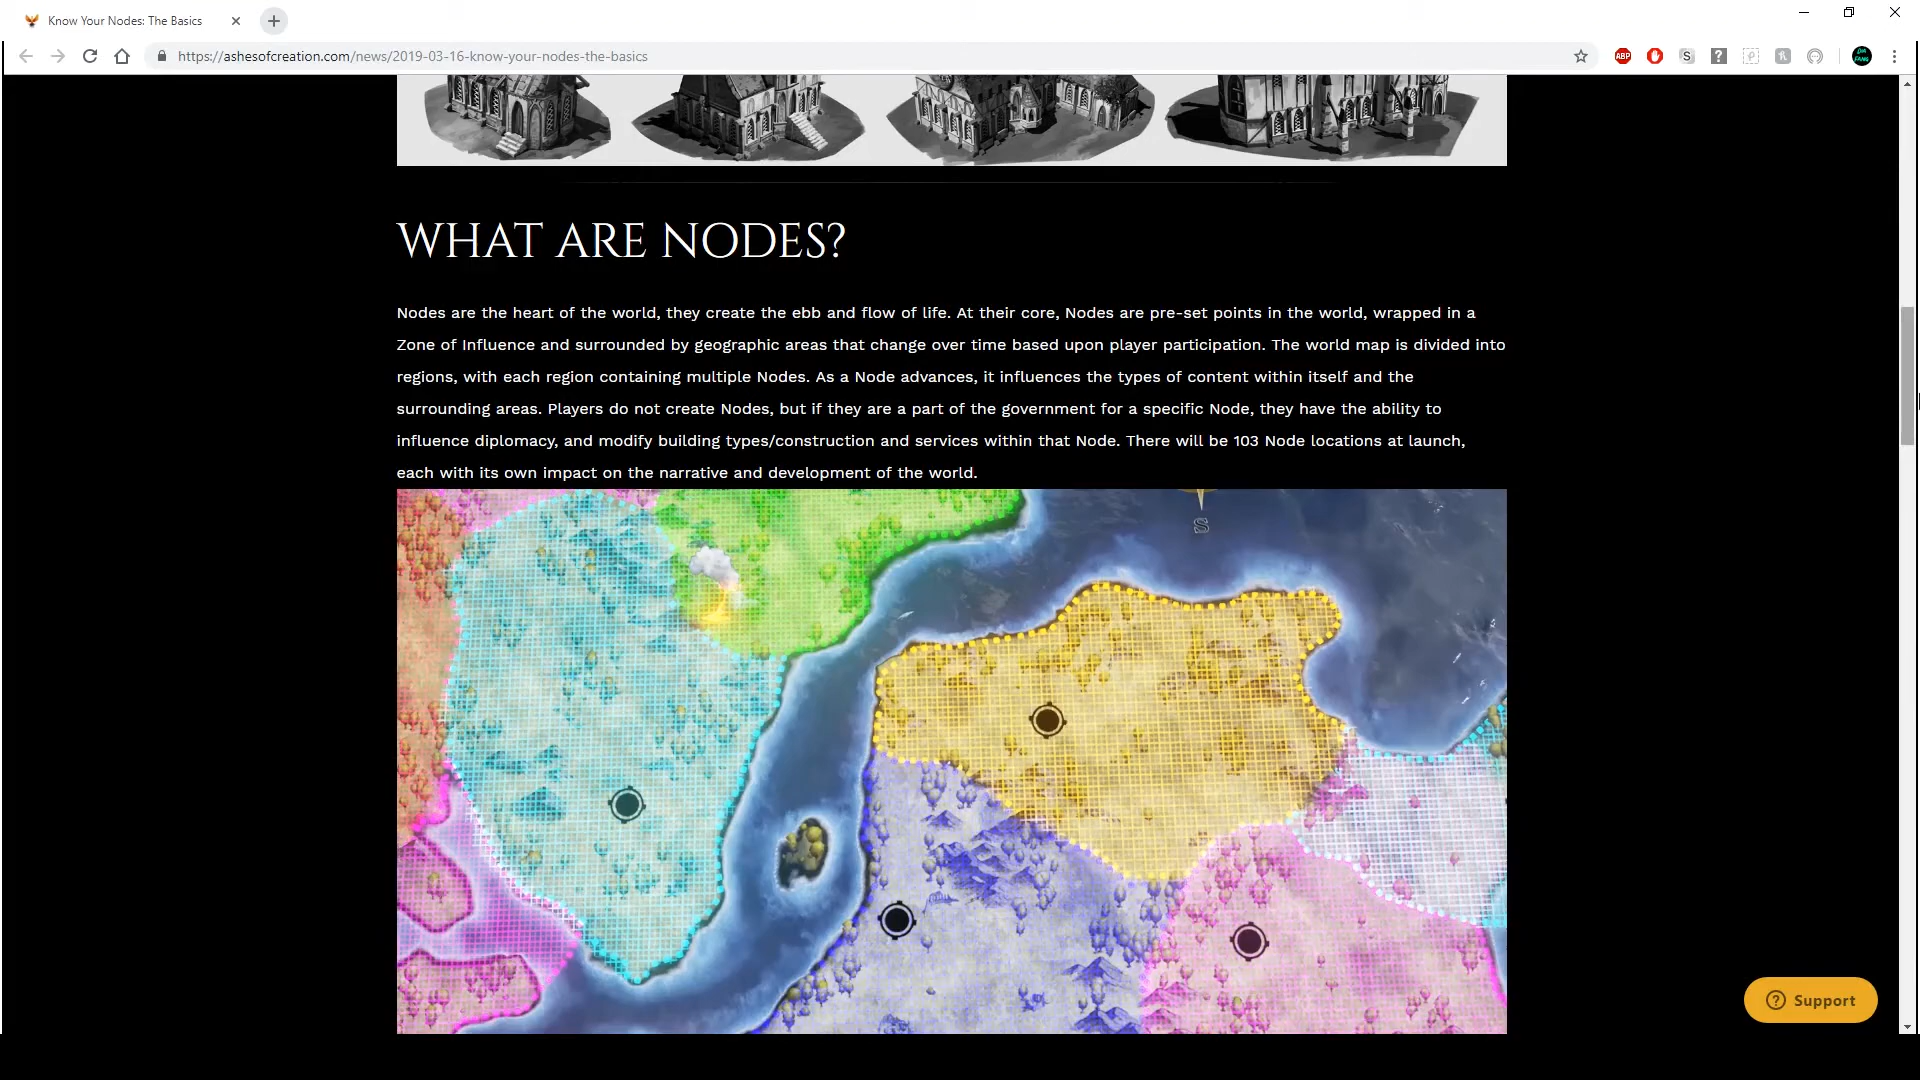 Know Your Nodes: The Basics
https://ashesofcreation.com/news/2019-03-16-know-your-nodes-the-basics
ABP
S
?
WHAT ARE NODES?
Nodes are the heart of the world, they create the ebb and flow of life. At their core, Nodes are pre-set points in the world, wrapped in a
Zone of Influence and surrounded by geographic areas that change over time based upon player participation. The world map is divided into
regions, with each region containing multiple Nodes. As a Node advances, it influences the types of content within itself and the
surrounding areas. Players do not create Nodes, but if they are a part of the government for a specific Node, they have the ability to
influence diplomacy, and modify building types/construction and services within that Node. There will be 103 Node locations at launch,
each with its own impact on the narrative and development of the world.
S
? Support